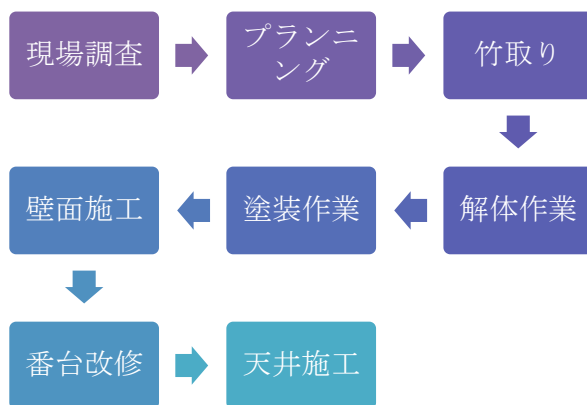 現場調査
プランニ
ング
竹取り
解体作業
塗装作業
壁面施工
番台改修
天井施工